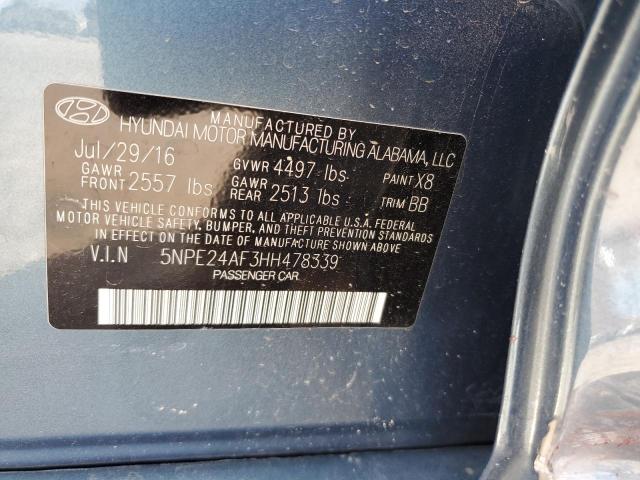 MANUFACTURED BY
HYUNDAI MOTOR MANUFACTURING ALABAMA, LLC
Jul/29/16 GVWR 4497 lbs PAINT X8
GAWR FRONT 2557 lbs GAWR REAR 2513 lbs TRIM BB
THIS VEHICLE CONFORMS TO ALL APPLICABLE U.S.A FEDERAL
MOTOR VEHICLE SAFETY, BUMPER, AND THEFT PREVENTION STANDARDS
IN EFFECT ON THE DATE OF MANUFACTURE SHOWN ABOVE
V.I.N 5NPE24AF3HH478339
PASSENGER CAR